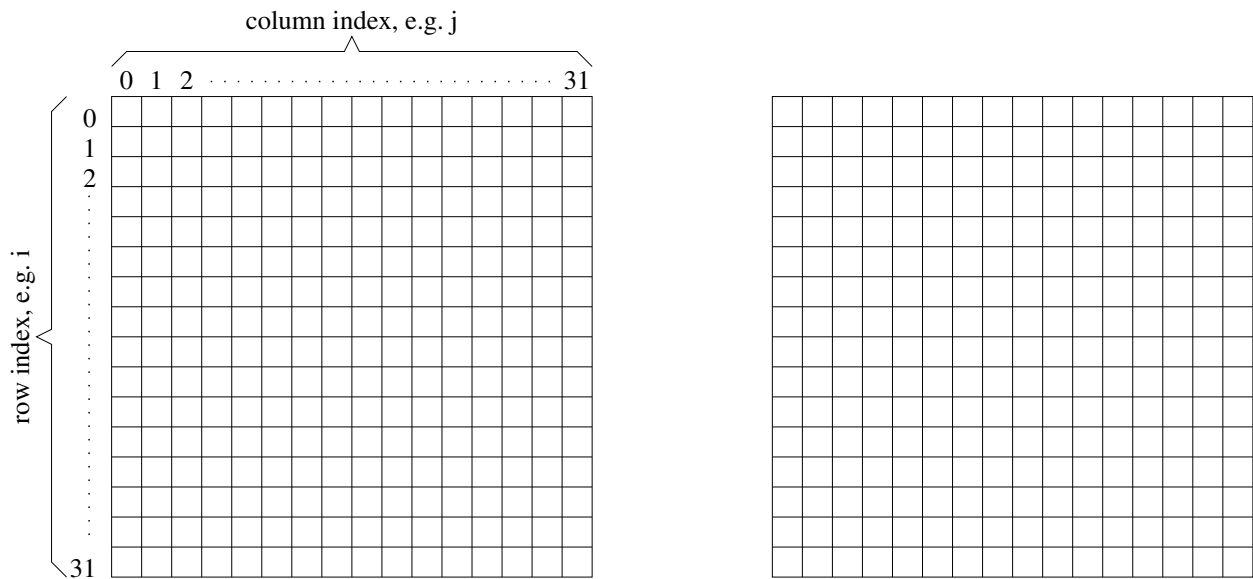 column index, e.g. j
0 1 2 . . . . . . . . . . . . . . . . . . . . . . . . . . . . . 31
0
1
2
row index, e.g. i
31